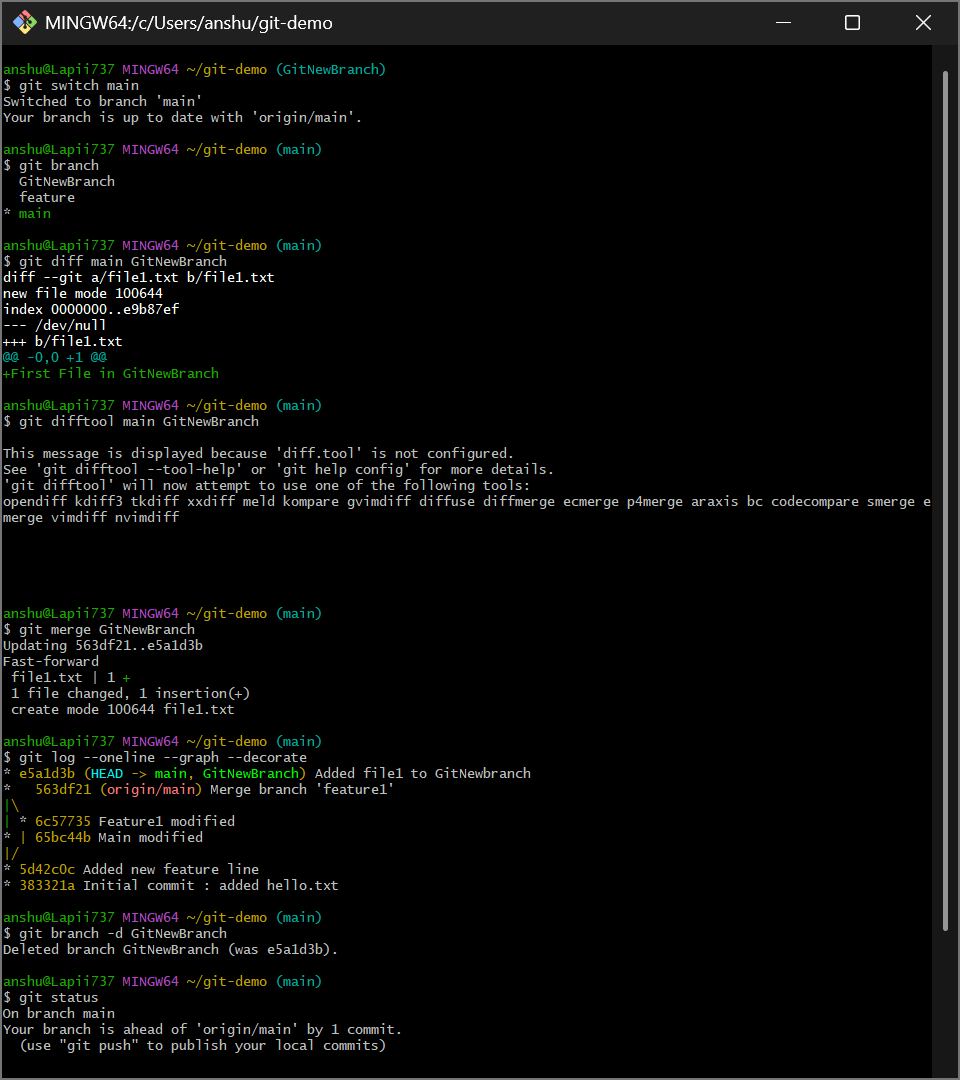 MINGW64:/c/Users/anshu/git-demo
anshu@Lapii737 MINGW64 ~/git-demo (GitNewBranch)
$ git switch main
Switched to branch 'main'
Your branch is up to date with 'origin/main'.
anshu@Lapii737 MINGW64 ~/git-demo (main)
$ git branch
  GitNewBranch
  feature
* main
anshu@Lapii737 MINGW64 ~/git-demo (main)
$ git diff main GitNewBranch
diff --git a/file1.txt b/file1.txt
new file mode 100644
index 0000000..e9b87ef
--- /dev/null
+++ b/file1.txt
@@ -0,0 +1 @@
+First File in GitNewBranch
anshu@Lapii737 MINGW64 ~/git-demo (main)
$ git difftool main GitNewBranch
This message is displayed because 'diff.tool' is not configured.
See 'git difftool --tool-help' or 'git help config' for more details.
'git difftool' will now attempt to use one of the following tools:
opendiff kdiff3 tkdiff xxdiff meld kompare gvimdiff diffuse diffmerge ecmerge p4merge araxis bc codecompare smerge e
merge vimdiff nvimdiff
anshu@Lapii737 MINGW64 ~/git-demo (main)
$ git merge GitNewBranch
Updating 563df21..e5a1d3b
Fast-forward
 file1.txt | 1 +
 1 file changed, 1 insertion(+)
 create mode 100644 file1.txt
anshu@Lapii737 MINGW64 ~/git-demo (main)
$ git log --oneline --graph --decorate
* e5a1d3b (HEAD -> main, GitNewBranch) Added file1 to GitNewbranch
*   563df21 (origin/main) Merge branch 'feature1'
|\
| * 6c57735 Feature1 modified
* | 65bc44b Main modified
|/
* 5d42c0c Added new feature line
* 383321a Initial commit : added hello.txt
anshu@Lapii737 MINGW64 ~/git-demo (main)
$ git branch -d GitNewBranch
Deleted branch GitNewBranch (was e5a1d3b).
anshu@Lapii737 MINGW64 ~/git-demo (main)
$ git status
On branch main
Your branch is ahead of 'origin/main' by 1 commit.
  (use "git push" to publish your local commits)